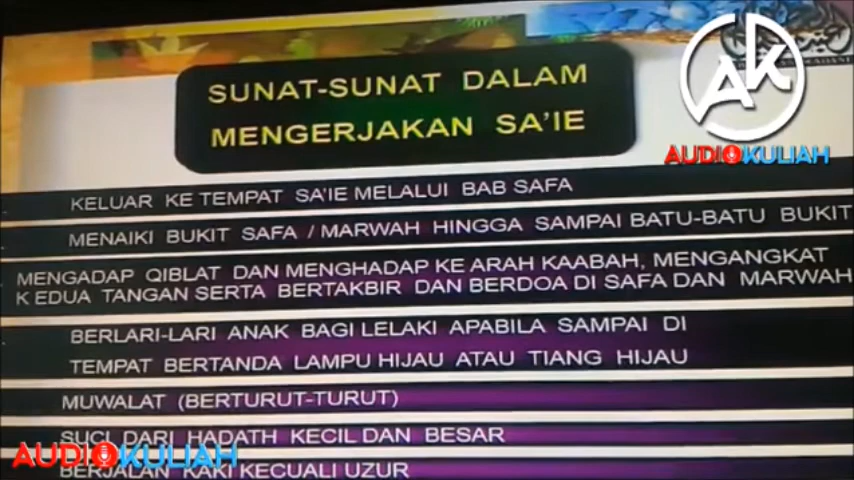 SUNAT-SUNAT DALAM
MENGERJAKAN SA'IE
AK
AUDIOKULIAH
KELUAR KE TEMPAT SA'IE MELALUI BAB SAFA
MENAIKI BUKIT SAFA / MARWAH HINGGA SAMPAI BATU-BATU BUKIT
MENGADAP QIBLAT DAN MENGHADAP KE ARAH KAABAH, MENGANGKAT
K EDUA TANGAN SERTA BERTAKBIR DAN BERDOA DI SAFA DAN MARWAH
BERLARI-LARI ANAK BAGI LELAKI APABILA SAMPAI DI
TEMPAT BERTANDA LAMPU HIJAU ATAU TIANG HIJAU
MUWALAT (BERTURUT-TURUT)
SUCI DARI HADATH KECIL DAN BESAR
AUDIOKULIAH
BERJALAN KAKI KECUALI UZUR